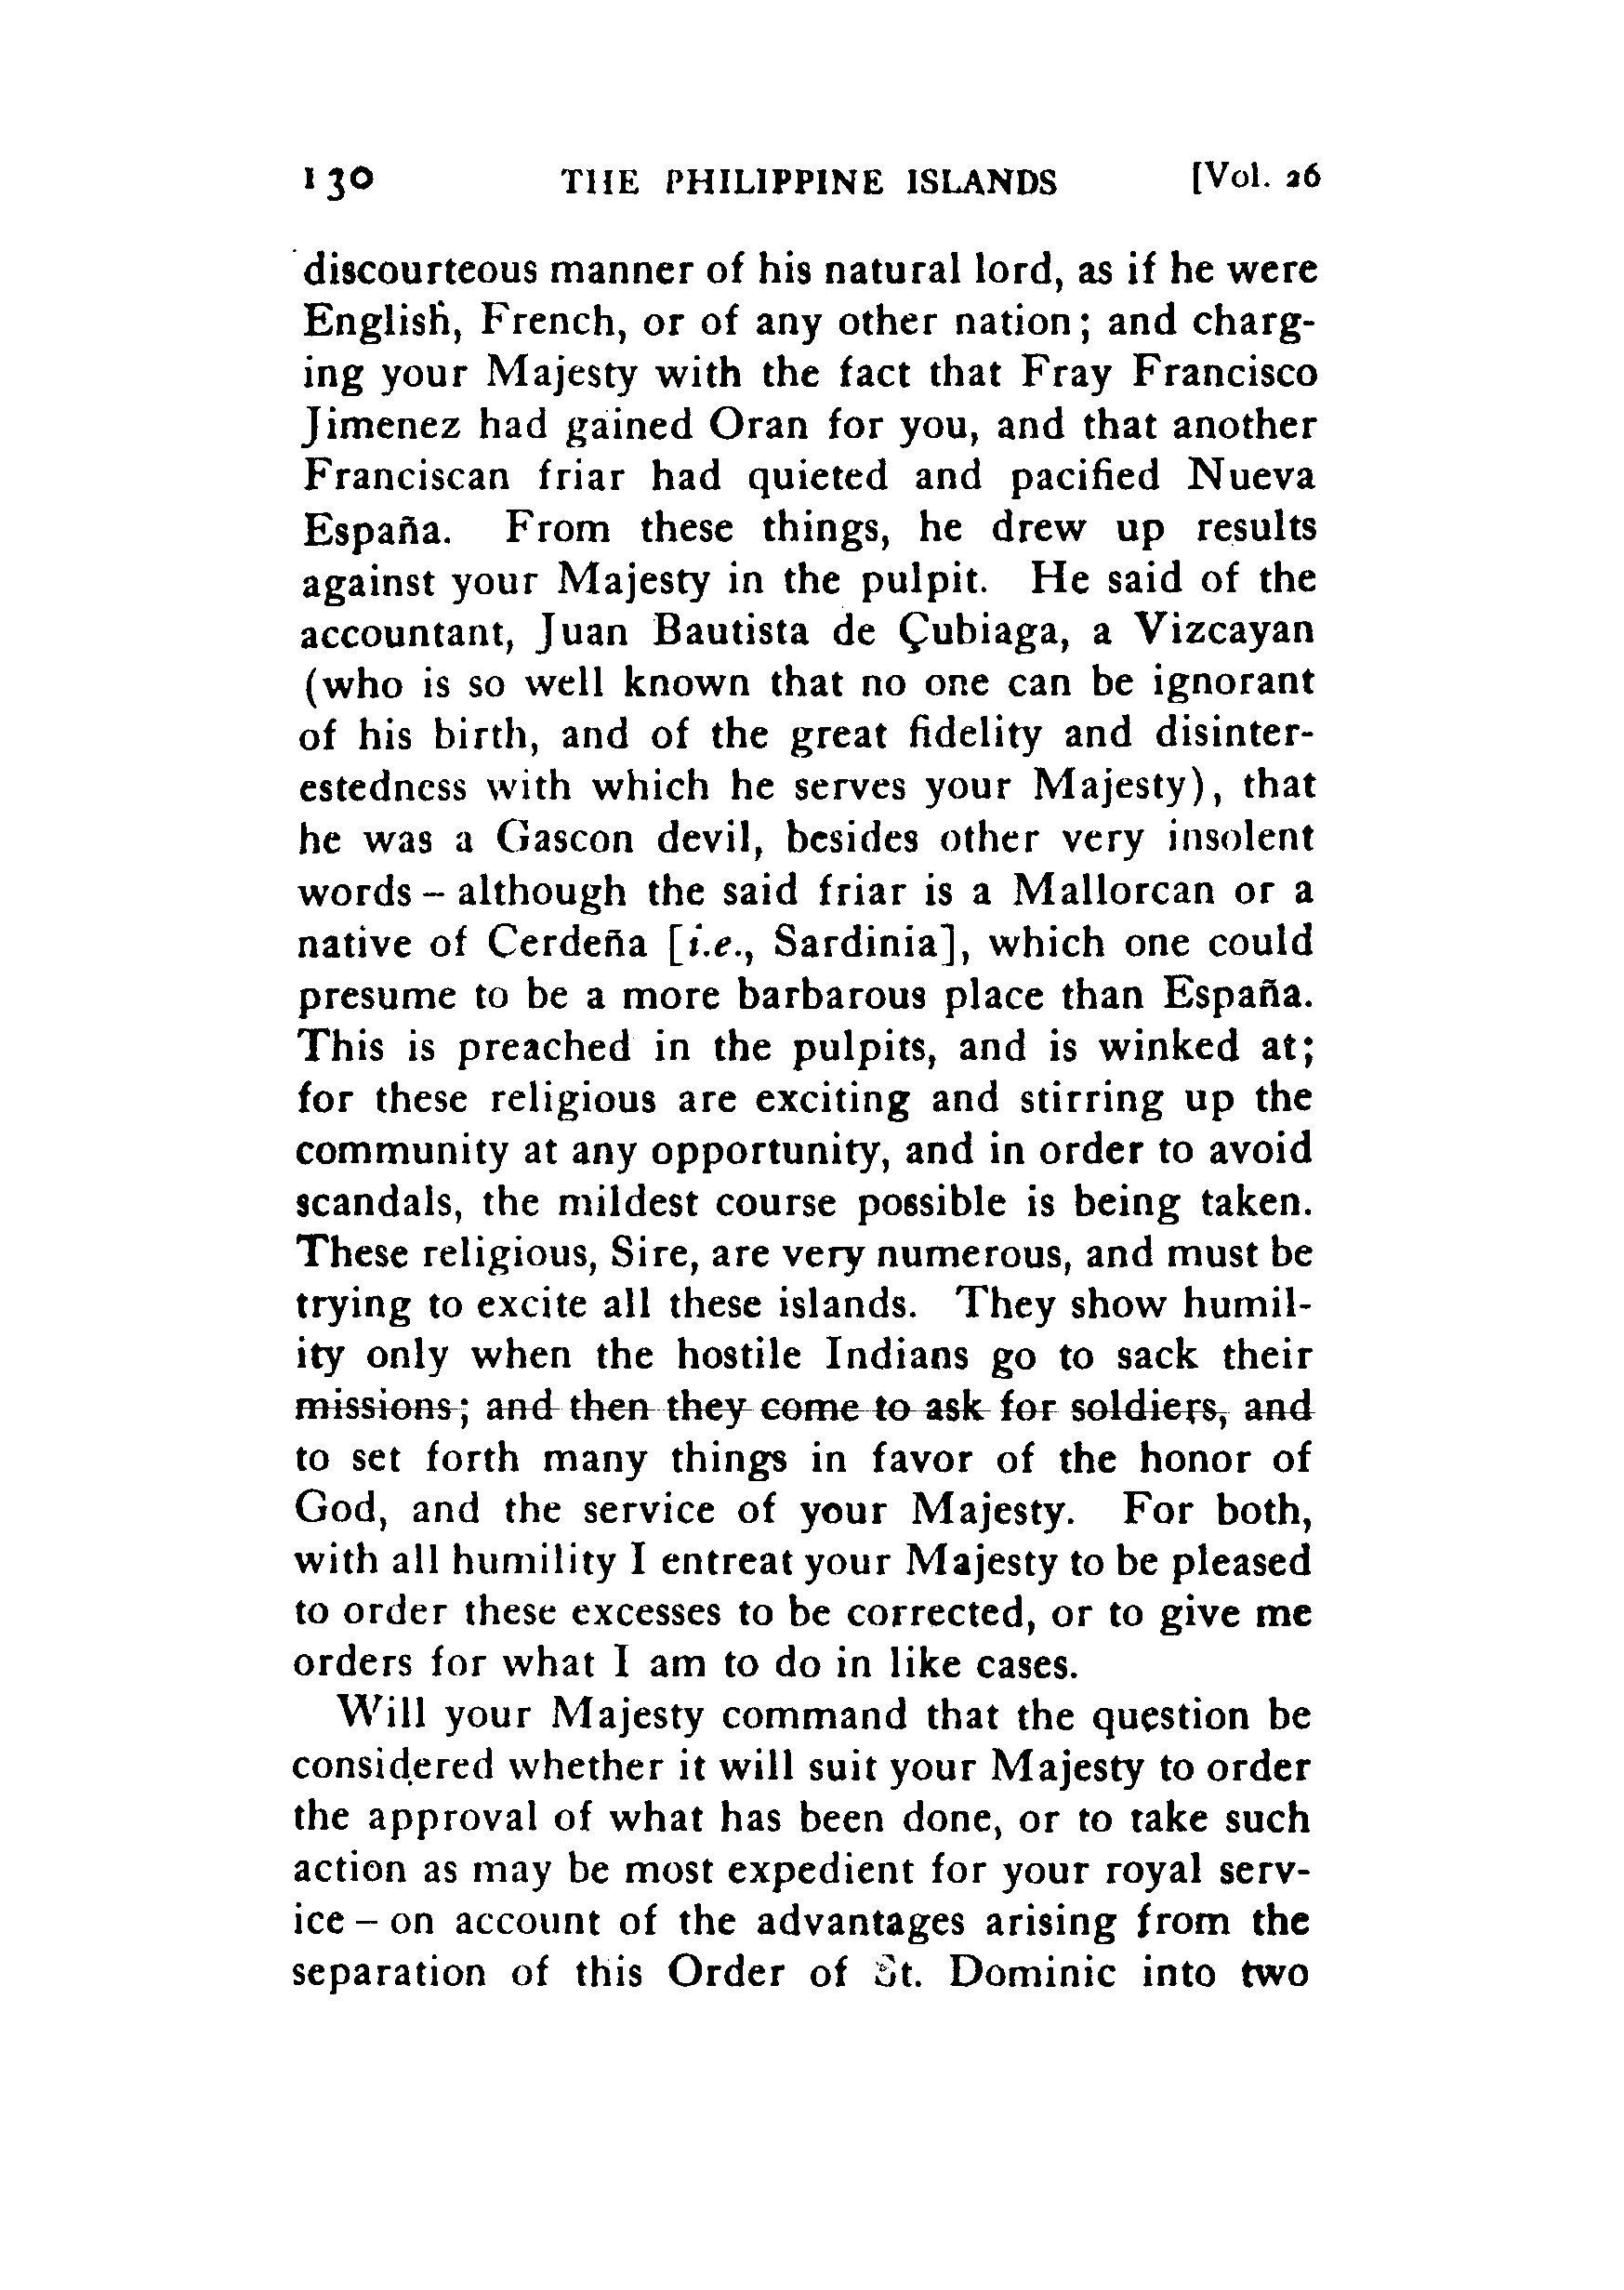 130 THE PHILIPPINE ISLANDS [Vol. 26
discourteous manner of his natural lord, as if he were
English, French, or of any other nation; and charg-
ing your Majesty with the fact that Fray Francisco
Jimenez had gained Oran for you, and that another
Franciscan friar had quieted and pacified Nueva
España. From these things, he drew up results
against your Majesty in the pulpit. He said of the
accountant, Juan Bautista de Çubiaga, a Vizcayan
(who is so well known that no one can be ignorant
of his birth, and of the great fidelity and disinter-
estedness with which he serves your Majesty), that
he was a Gascon devil, besides other very insolent
words – although the said friar is a Mallorcan or a
native of Cerdeña [i.e., Sardinia], which one could
presume to be a more barbarous place than España.
This is preached in the pulpits, and is winked at;
for these religious are exciting and stirring up the
community at any opportunity, and in order to avoid
scandals, the mildest course possible is being taken.
These religious, Sire, are very numerous, and must be
trying to excite all these islands. They show humil-
ity only when the hostile Indians go to sack their
missions; and then they come to ask for soldiers, and
to set forth many things in favor of the honor of
God, and the service of your Majesty. For both,
with all humility I entreat your Majesty to be pleased
to order these excesses to be corrected, or to give me
orders for what I am to do in like cases.
Will your Majesty command that the question be
considered whether it will suit your Majesty to order
the approval of what has been done, or to take such
action as may be most expedient for your royal serv-
ice – on account of the advantages arising from the
separation of this Order of St. Dominic into two